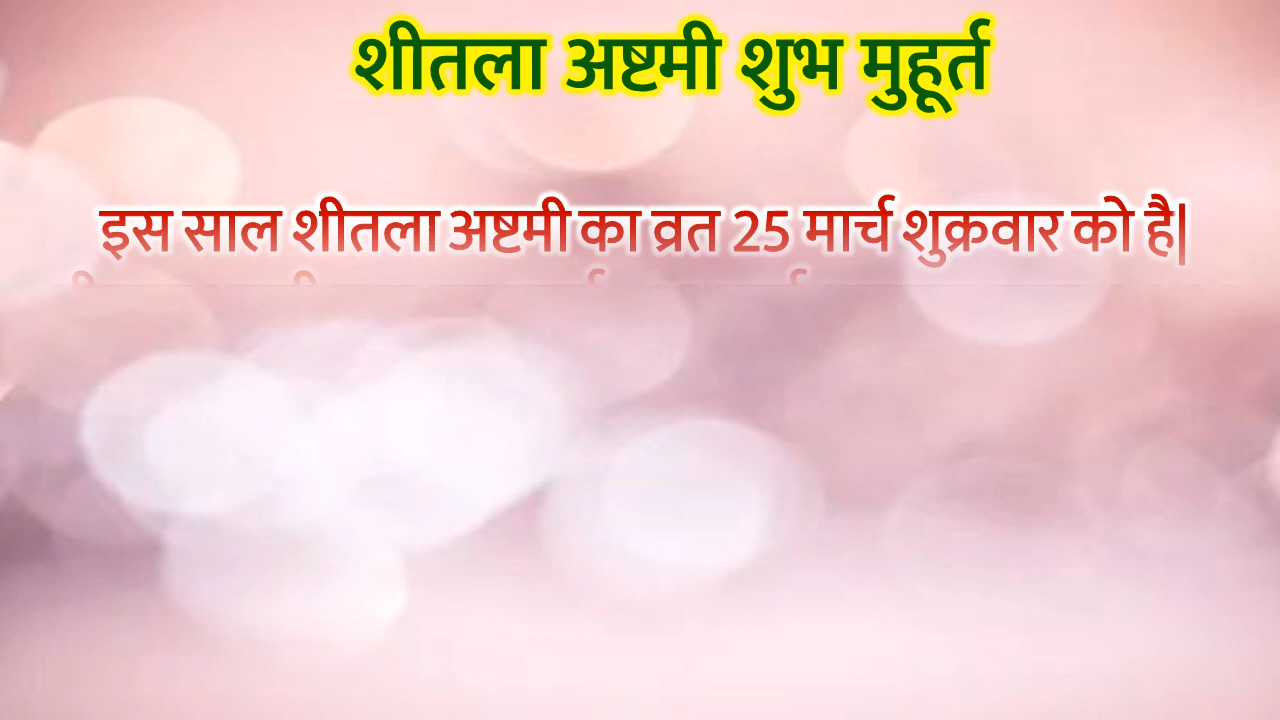 शीतला अष्टमी शुभ मुहूर्त
इस साल शीतला अष्टमी का व्रत 25 मार्च शुक्रवार को है|